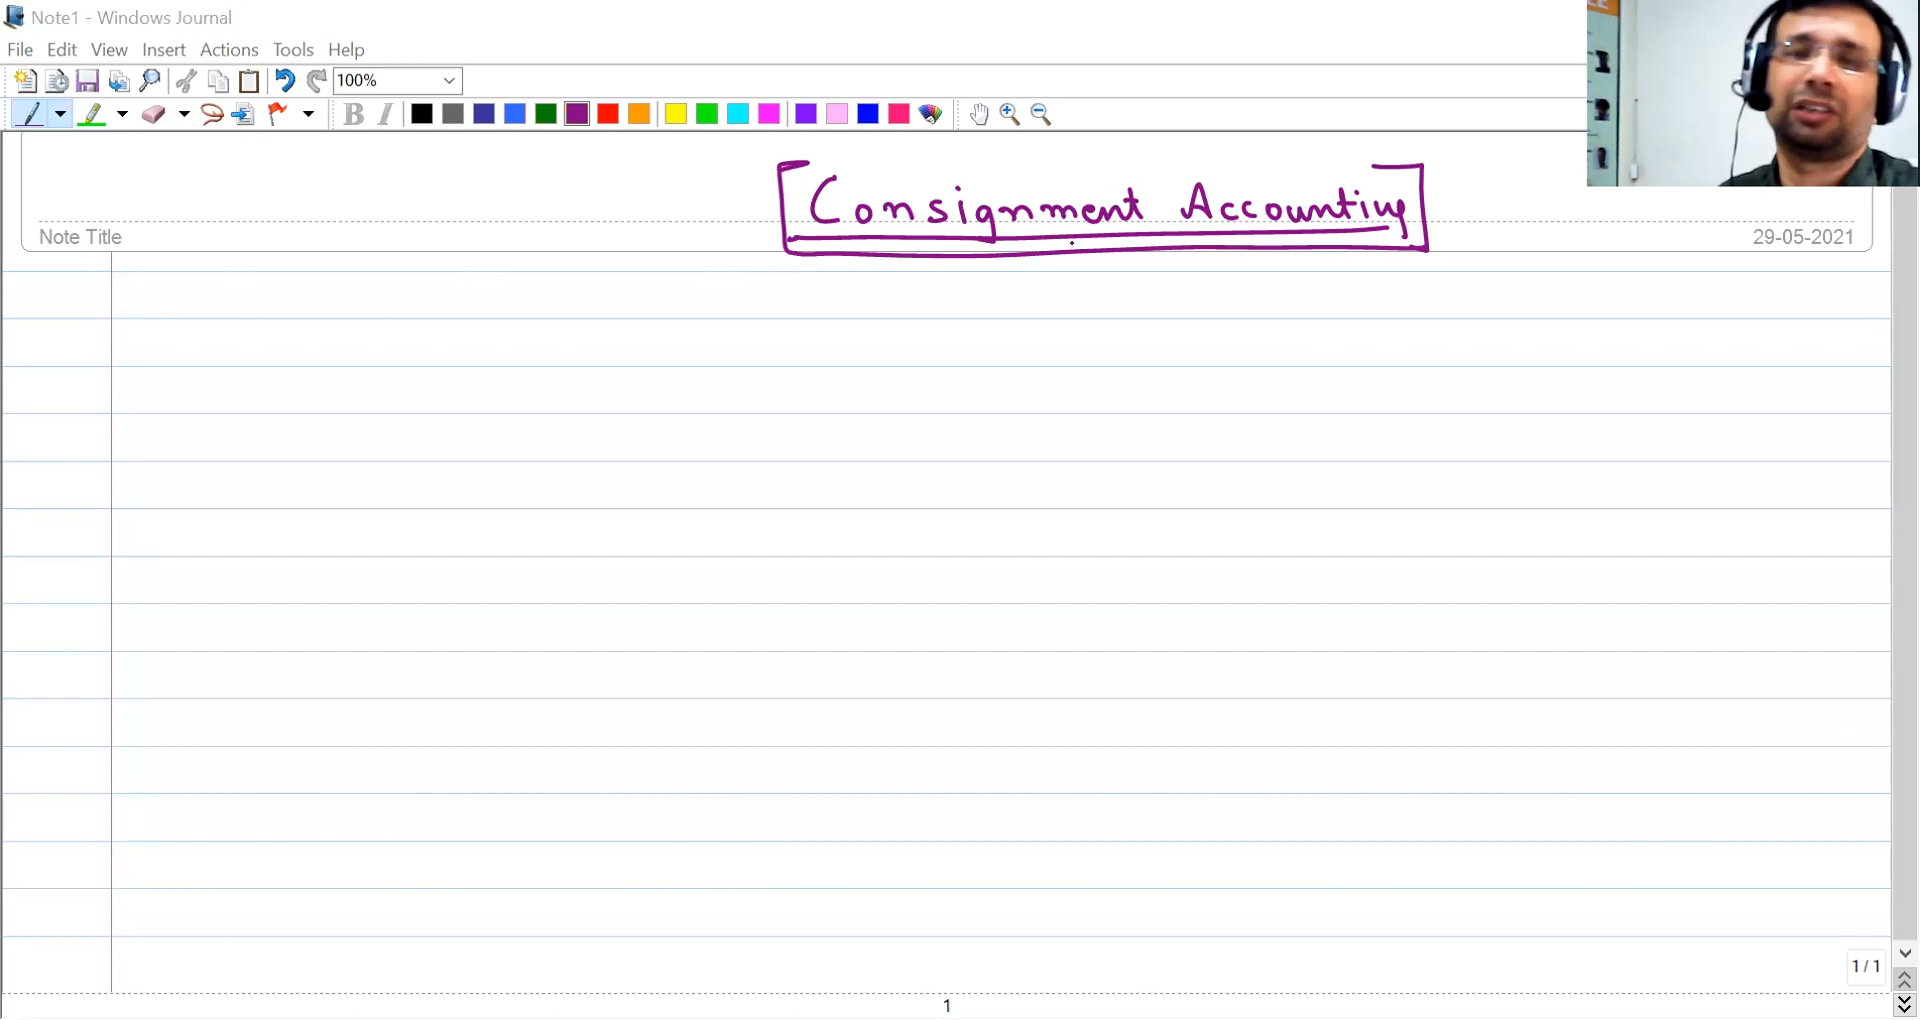 Note1 - Windows Journal
File Edit View Insert Actions Tools Help
100%
B I
Consignment Accounting
Note Title
29-05-2021
1 / 1
1